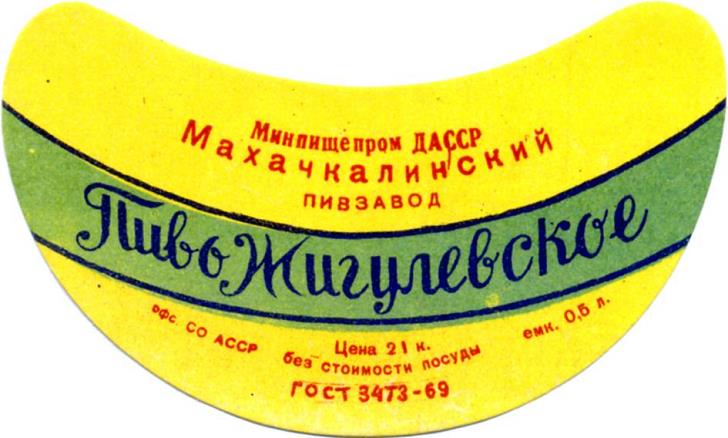 Минпищепром ДАССР
Махачкалинский
ПИВЗАВОД
Пиво Жигулевское
офс. СО АССР
Цена 21 к.
без стоимости посуды
емк. 0,5 л.
ГОСТ 3473-69